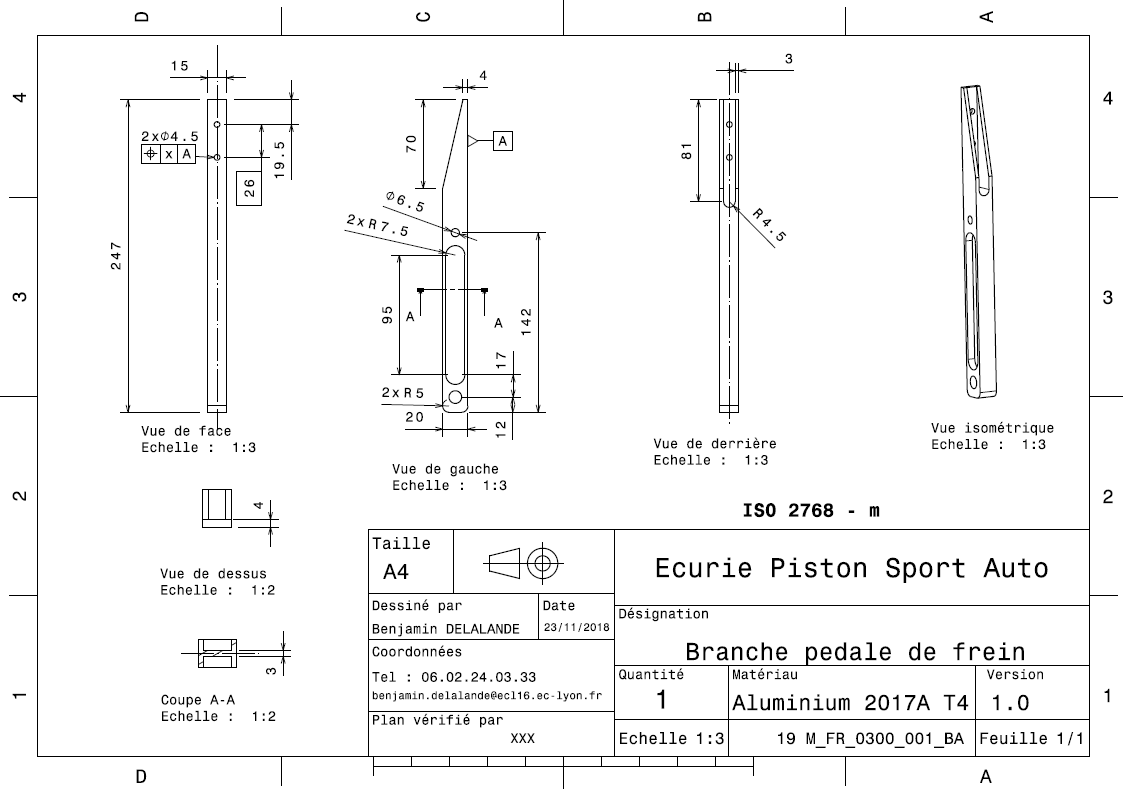 D C B A
4 4
3 3
2 2
1 1
D A
15
2xΦ4.5
x A
26
19.5
247
Vue de face
Echelle : 1:3
4
70
A
Φ6.5
2xR7.5
95
A A
142
17
2xR5
20
12
Vue de gauche
Echelle : 1:3
3
81
R4.5
Vue de derrière
Echelle : 1:3
Vue isométrique
Echelle : 1:3
4
Vue de dessus
Echelle : 1:2
3
Coupe A-A
Echelle : 1:2
ISO 2768 - m
Taille
A4
Ecurie Piston Sport Auto
Dessiné par
Benjamin DELALANDE
Date
23/11/2018
Désignation
Branche pedale de frein
Coordonnées
Tel : 06.02.24.03.33
benjamin.delalande@ecl16.ec-lyon.fr
Quantité
1
Matériau
Aluminium 2017A T4
Version
1.0
Plan vérifié par
XXX
Echelle 1:3
19 M_FR_0300_001_BA
Feuille 1/1